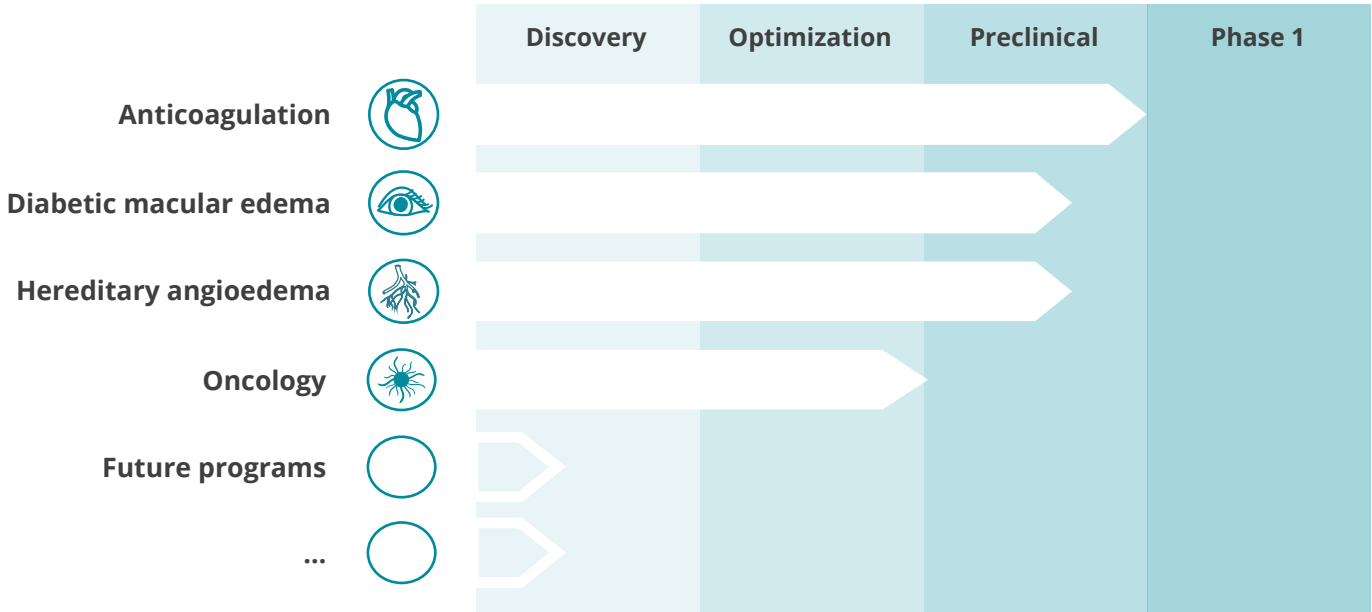 Discovery
Optimization
Preclinical
Phase 1
Anticoagulation
Diabetic macular edema
Hereditary angioedema
Oncology
Future programs
...